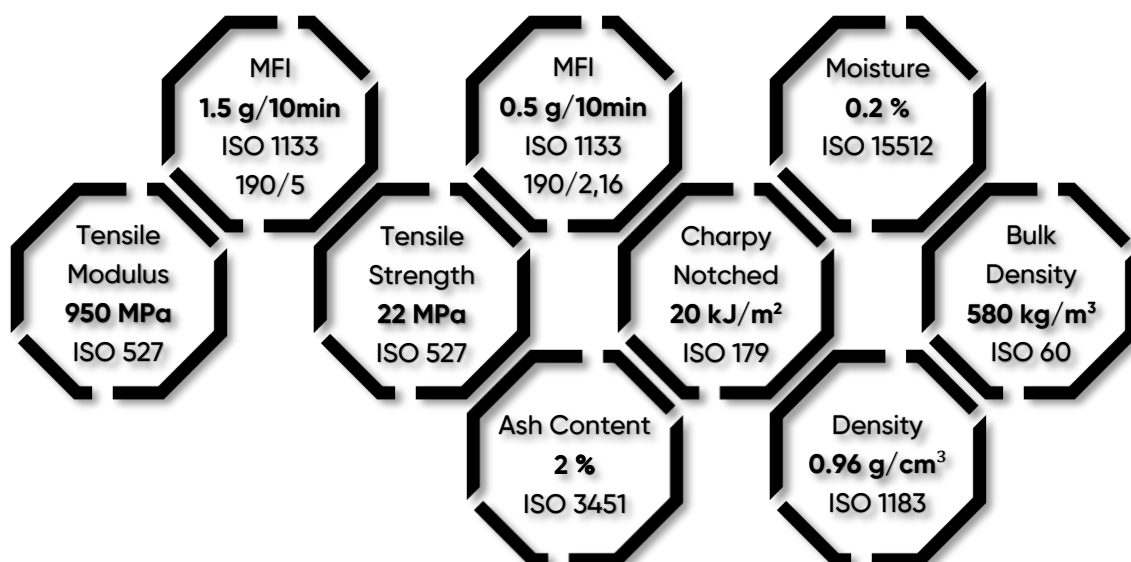 MFI
1.5 g/10min
ISO 1133
190/5
MFI
0.5 g/10min
ISO 1133
190/2,16
Moisture
0.2 %
ISO 15512
Tensile
Modulus
950 MPa
ISO 527
Tensile
Strength
22 MPa
ISO 527
Charpy
Notched
20 kJ/m²
ISO 179
Bulk
Density
580 kg/m³
ISO 60
Ash Content
2 %
ISO 3451
Density
0.96 g/cm³
ISO 1183